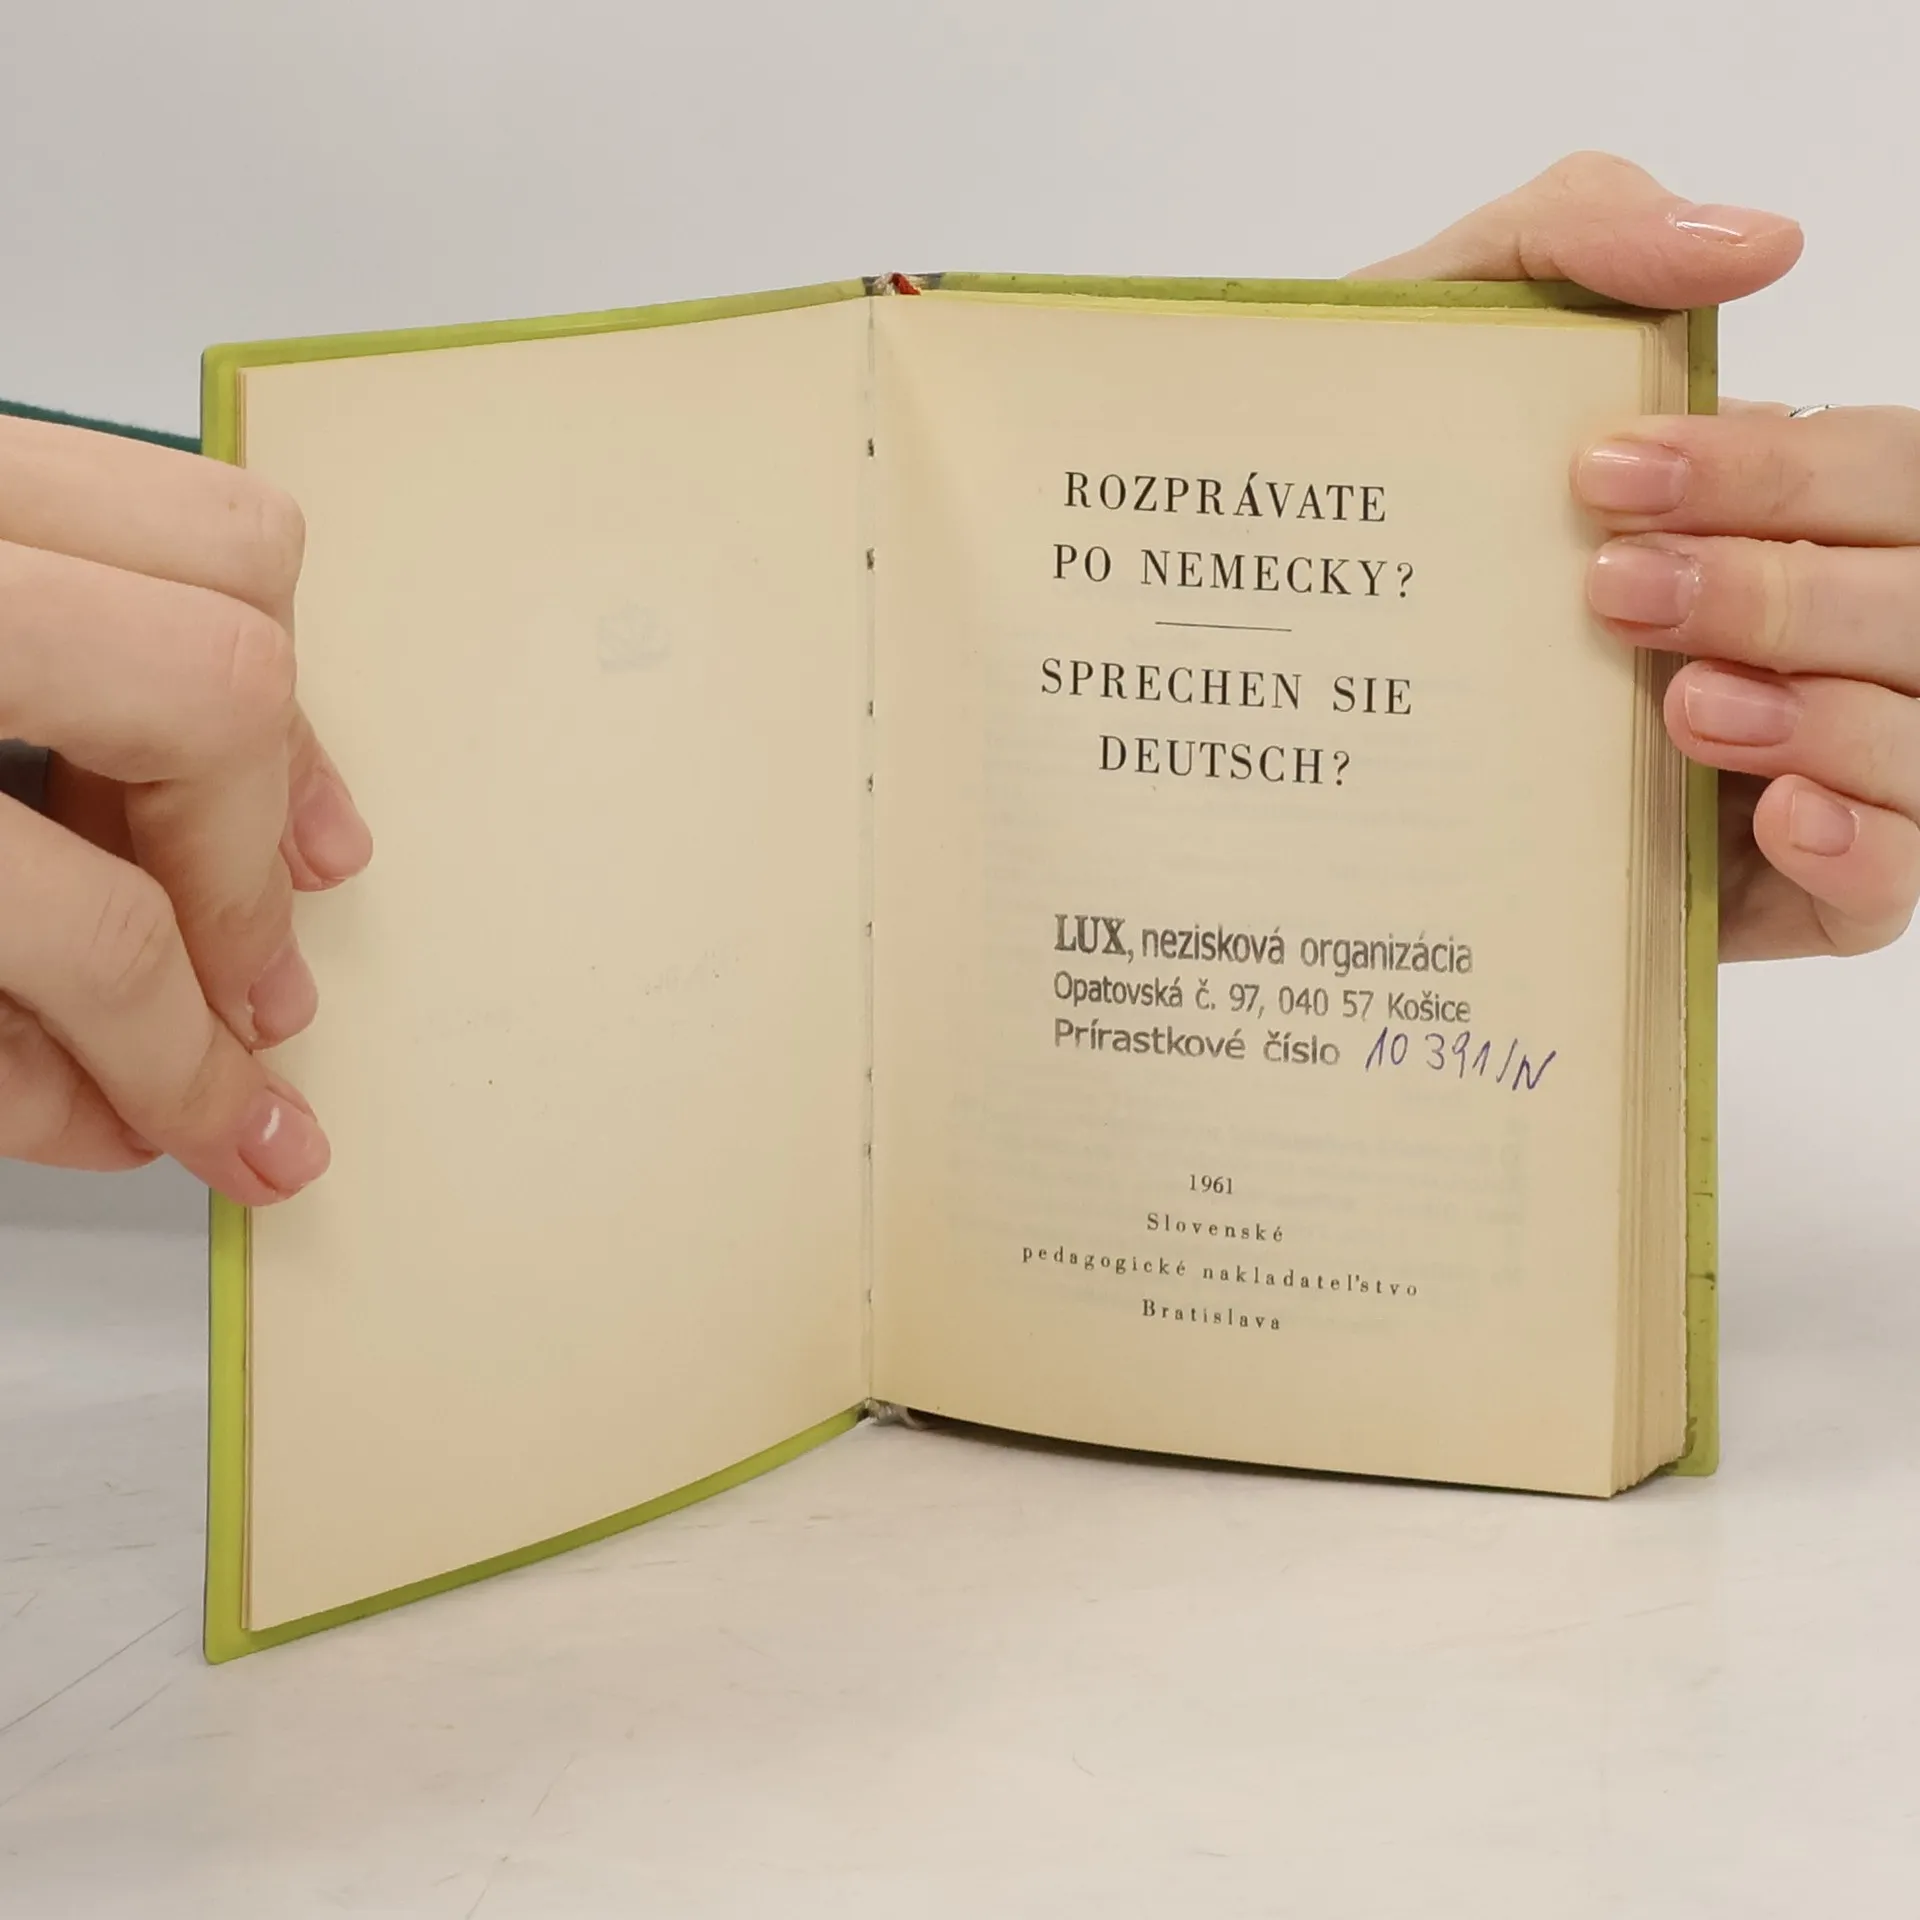 ROZPRÁVATE
PO NEMECKY?
SPRECHEN SIE
DEUTSCH?
LUX, nezisková organizácia
Opatovská č. 97, 040 57 Košice
Prírastkové číslo 10 391/N
1961
Slovenské
pedagogické nakladateľstvo
Bratislava